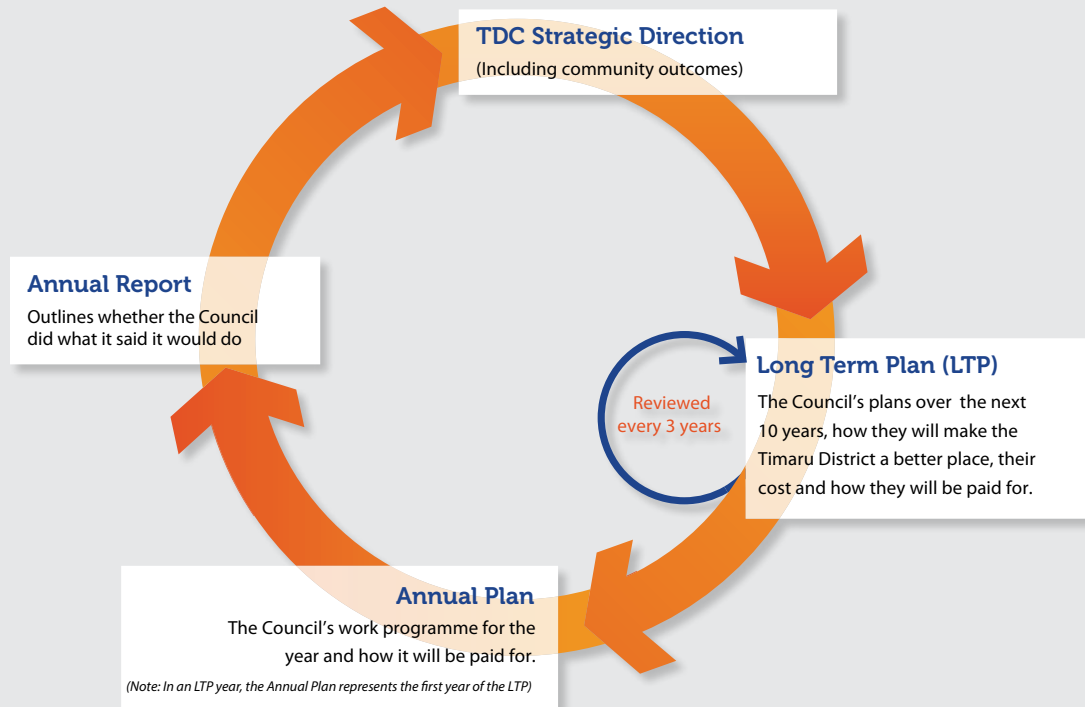 TDC Strategic Direction
(Including community outcomes)
Annual Report
Outlines whether the Council
did what it said it would do
Reviewed
every 3 years
Long Term Plan (LTP)
The Council's plans over the next
10 years, how they will make the
Timaru District a better place, their
cost and how they will be paid for.
Annual Plan
The Council's work programme for the
year and how it will be paid for.
(Note: In an LTP year, the Annual Plan represents the first year of the LTP)